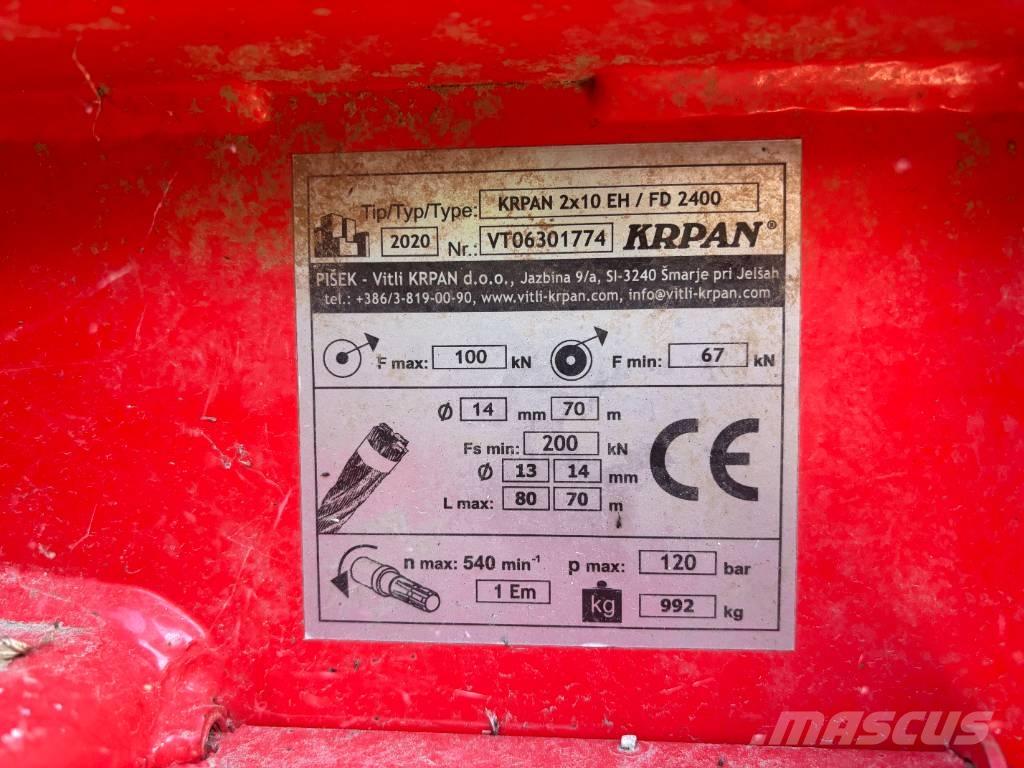 Tip/Typ/Type: KRPAN 2x10 EH / FD 2400
2020 Nr.: VT06301774 KRPAN®
PIŠEK - Vitli KRPAN d.o.o., Jazbina 9/a, SI-3240 Šmarje pri Jelšah
tel.: +386/3-819-00-90, www.vitli-krpan.com, info@vitli-krpan.com
F max: 100 kN F min: 67 kN
Ø 14 mm 70 m
Fs min: 200 kN
Ø 13 14 mm
L max: 80 70 m
CE
n max: 540 min⁻¹ p max: 120 bar
1 Em kg 992 kg
MASCUS